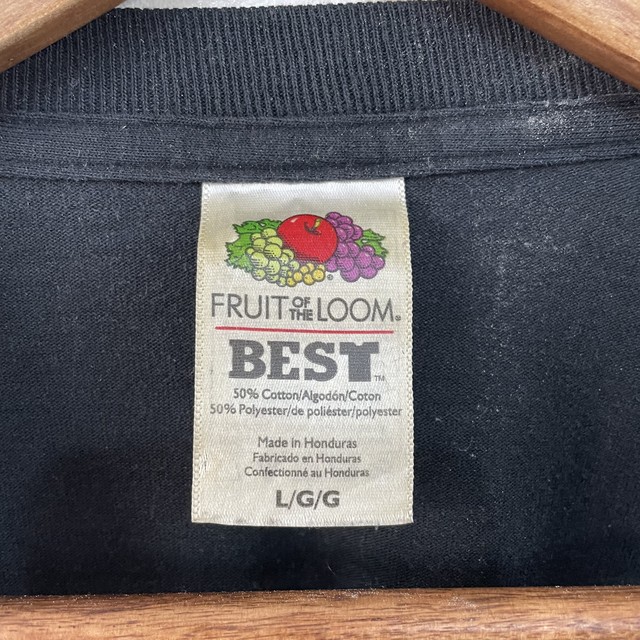 FRUIT OF THE LOOM®
BEST™
50% Cotton/Algodón/Coton
50% Polyester/de poliéster/polyester
Made in Honduras
Fabricado en Honduras
Confectionné au Honduras
L/G/G